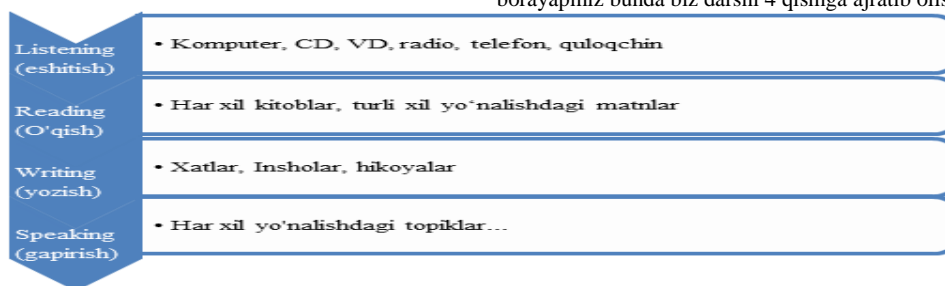 borayapmiz bunda biz darsni 4 qismga ajratib
Listening
(eshitish)
• Komputer, CD, VD, radio, telefon, quloqchin
Reading
(O'qish)
• Har xil kitoblar, turli xil yo‘nalishdagi matnlar
Writing
(yozish)
• Xatlar, Insholar, hikoyalar
Speaking
(gapirish)
• Har xil yo'nalishdagi topiklar...